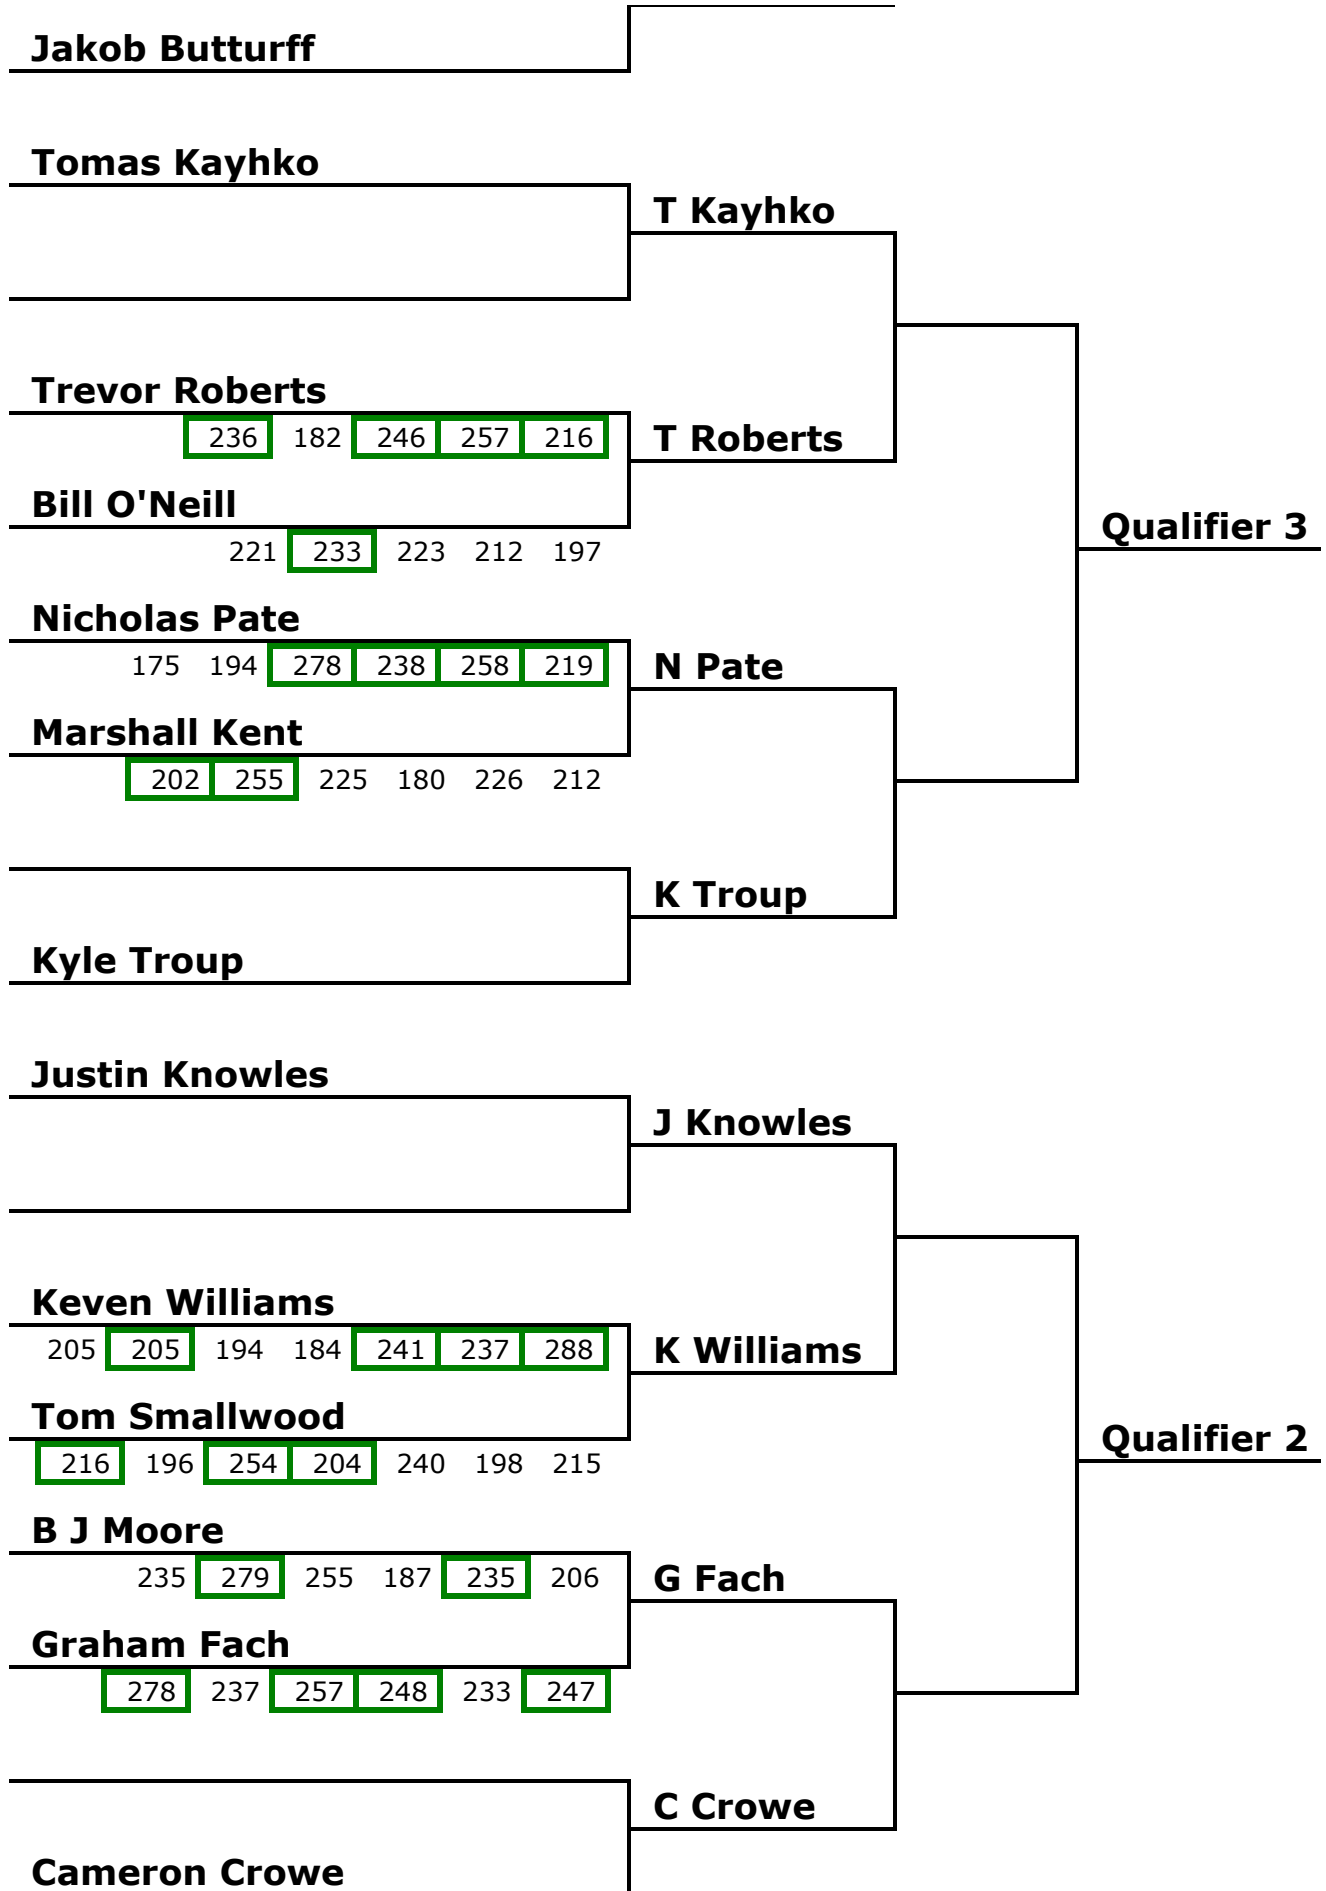 Jakob Butturff
Tomas Kayhko
T Kayhko
Trevor Roberts
236 182 246 257 216
T Roberts
Bill O'Neill
Qualifier 3
221 233 223 212 197
Nicholas Pate
175 194 278 238 258 219
N Pate
Marshall Kent
202 255 225 180 226 212
K Troup
Kyle Troup
Justin Knowles
J Knowles
Keven Williams
205 205 194 184 241 237 288
K Williams
Tom Smallwood
Qualifier 2
216 196 254 204 240 198 215
B J Moore
235 279 255 187 235 206
G Fach
Graham Fach
278 237 257 248 233 247
C Crowe
Cameron Crowe